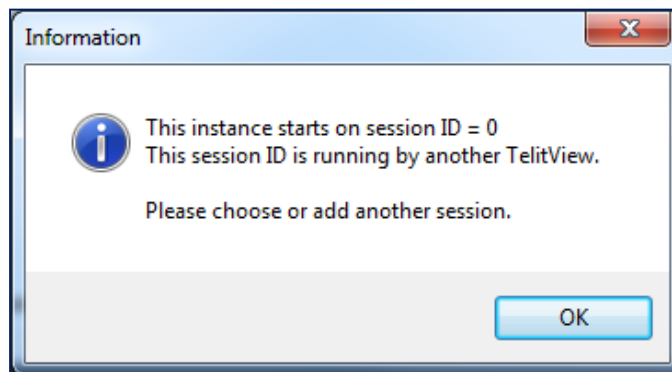 Information
This instance starts on session ID = 0
This session ID is running by another TelitView.
Please choose or add another session.
OK